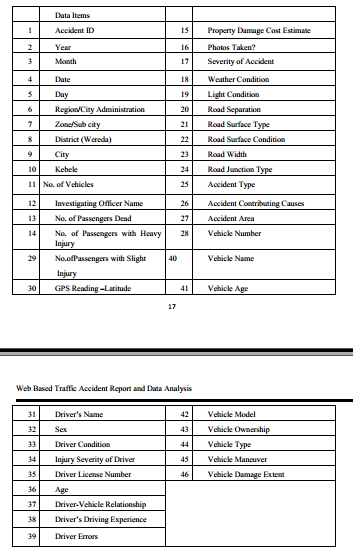 Data Items
1 Accident ID 15 Property Damage Cost Estimate
2 Year 16 Photos Taken?
3 Month 17 Severity of Accident
4 Date 18 Weather Condition
5 Day 19 Light Condition
6 Region/City Administration 20 Road Separation
7 Zone/Sub city 21 Road Surface Type
8 District (Wereda) 22 Road Surface Condition
9 City 23 Road Width
10 Kebele 24 Road Junction Type
11 No. of Vehicles 25 Accident Type
12 Investigating Officer Name 26 Accident Contributing Causes
13 No. of Passengers Dead 27 Accident Area
14 No. of Passengers with Heavy 28 Vehicle Number
Injury
29 No.ofPassengers with Slight 40 Vehicle Name
Injury
30 GPS Reading –Latitude 41 Vehicle Age
17
Web Based Traffic Accident Report and Data Analysis
31 Driver's Name 42 Vehicle Model
32 Sex 43 Vehicle Ownership
33 Driver Condition 44 Vehicle Type
34 Injury Severity of Driver 45 Vehicle Maneuver
35 Driver License Number 46 Vehicle Damage Extent
36 Age
37 Driver-Vehicle Relationship
38 Driver's Driving Experience
39 Driver Errors